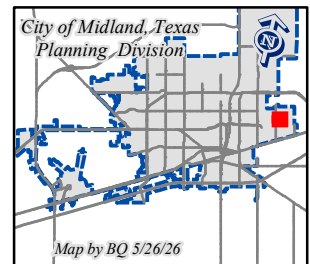 City of Midland, Texas
Planning Division
N
Map by BQ 5/26/26